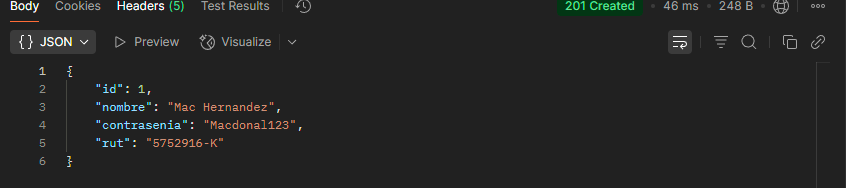 Body Cookies Headers (5) Test Results 201 Created • 46 ms • 248 B
{} JSON Preview Visualize
1 {
2 "id": 1,
3 "nombre": "Mac Hernandez",
4 "contrasenia": "Macdonal123",
5 "rut": "5752916-K"
6 }